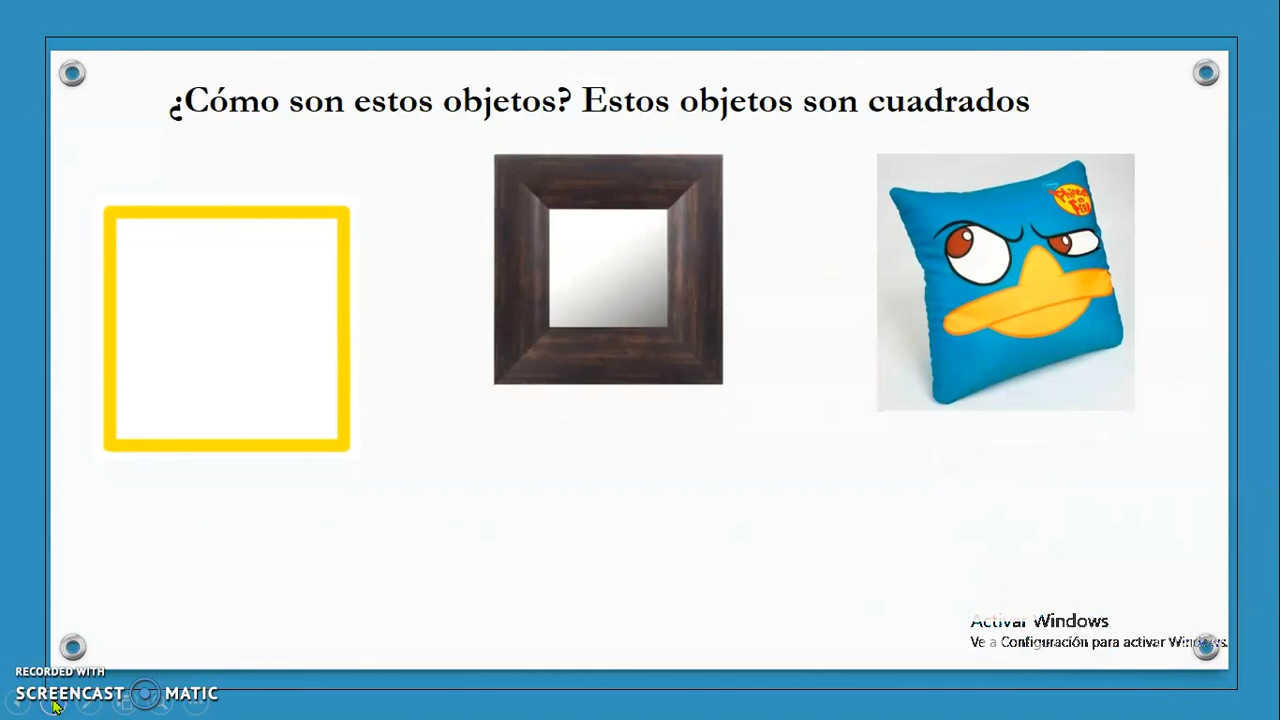 ¿Cómo son estos objetos? Estos objetos son cuadrados
Activar Windows
Ve a Configuración para activar Windows.
RECORDED WITH
SCREENCAST MATIC